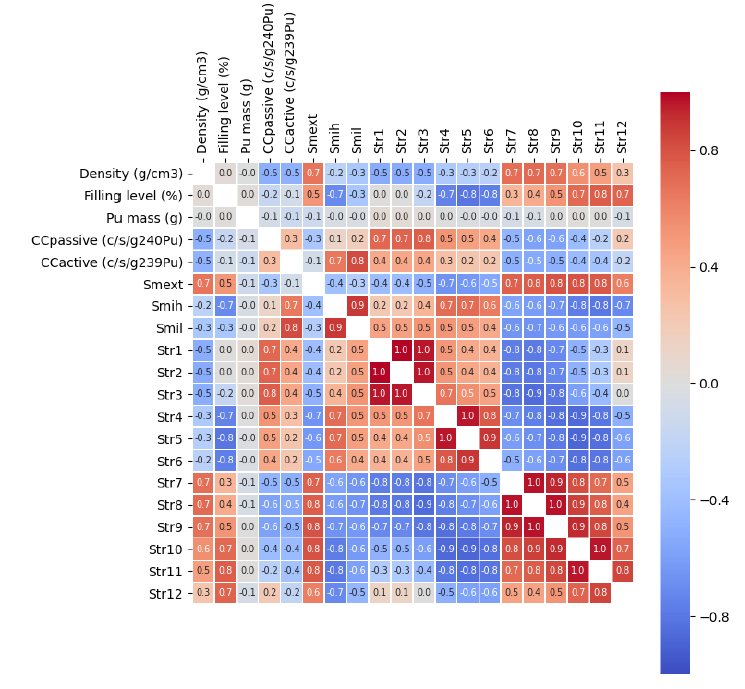 Density (g/cm3) Filling level (%) Pu mass (g) CCpassive (c/s/g240Pu) CCactive (c/s/g239Pu) Smext Smih Smil Str1 Str2 Str3 Str4 Str5 Str6 Str7 Str8 Str9 Str10 Str11 Str12
Density (g/cm3) 0.0 -0.0 -0.5 -0.5 0.7 -0.2 -0.3 -0.5 -0.5 -0.5 -0.3 -0.3 -0.2 0.7 0.7 0.7 0.6 0.5 0.3
Filling level (%) 0.0 0.0 -0.2 -0.1 0.5 -0.7 -0.3 0.0 0.0 -0.2 -0.7 -0.8 -0.8 0.3 0.4 0.5 0.7 0.8 0.7
Pu mass (g) -0.0 0.0 -0.1 -0.1 -0.1 -0.0 -0.0 0.0 0.0 0.0 -0.0 -0.0 -0.0 -0.1 -0.1 0.0 0.0 0.0 -0.1
CCpassive (c/s/g240Pu) -0.5 -0.2 -0.1 0.3 -0.3 0.1 0.2 0.7 0.7 0.8 0.5 0.5 0.4 -0.5 -0.6 -0.6 -0.4 -0.2 0.2
CCactive (c/s/g239Pu) -0.5 -0.1 -0.1 0.3 -0.1 0.7 0.8 0.4 0.4 0.4 0.3 0.2 0.2 -0.5 -0.5 -0.5 -0.4 -0.4 -0.2
Smext 0.7 0.5 -0.1 -0.3 -0.1 -0.4 -0.3 -0.4 -0.4 -0.5 -0.7 -0.6 -0.5 0.7 0.8 0.8 0.8 0.8 0.6
Smih -0.2 -0.7 -0.0 0.1 0.7 -0.4 0.9 0.2 0.2 0.4 0.7 0.7 0.6 -0.6 -0.6 -0.7 -0.8 -0.8 -0.7
Smil -0.3 -0.3 -0.0 0.2 0.8 -0.3 0.9 0.5 0.5 0.5 0.5 0.5 0.4 -0.6 -0.7 -0.6 -0.6 -0.6 -0.5
Str1 -0.5 0.0 0.0 0.7 0.4 -0.4 0.2 0.5 1.0 1.0 0.5 0.4 0.4 -0.8 -0.8 -0.7 -0.5 -0.3 0.1
Str2 -0.5 0.0 0.0 0.7 0.4 -0.4 0.2 0.5 1.0 1.0 0.5 0.4 0.4 -0.8 -0.8 -0.7 -0.5 -0.3 0.1
Str3 -0.5 -0.2 0.0 0.8 0.4 -0.5 0.4 0.5 1.0 1.0 0.7 0.5 0.5 -0.8 -0.9 -0.8 -0.6 -0.4 0.0
Str4 -0.3 -0.7 -0.0 0.5 0.3 -0.7 0.7 0.5 0.5 0.5 0.7 1.0 0.8 -0.7 -0.8 -0.8 -0.9 -0.8 -0.5
Str5 -0.3 -0.8 -0.0 0.5 0.2 -0.6 0.7 0.5 0.4 0.4 0.5 1.0 0.9 -0.6 -0.7 -0.8 -0.9 -0.8 -0.6
Str6 -0.2 -0.8 -0.0 0.4 0.2 -0.5 0.6 0.4 0.4 0.4 0.5 0.8 0.9 -0.5 -0.6 -0.7 -0.8 -0.8 -0.6
Str7 0.7 0.3 -0.1 -0.5 -0.5 0.7 -0.6 -0.6 -0.8 -0.8 -0.8 -0.7 -0.6 -0.5 1.0 0.9 0.8 0.7 0.5
Str8 0.7 0.4 -0.1 -0.6 -0.5 0.8 -0.6 -0.7 -0.8 -0.8 -0.9 -0.8 -0.7 -0.6 1.0 1.0 0.9 0.8 0.4
Str9 0.7 0.5 0.0 -0.6 -0.5 0.8 -0.7 -0.6 -0.7 -0.7 -0.8 -0.8 -0.8 -0.7 0.9 1.0 0.9 0.8 0.5
Str10 0.6 0.7 0.0 -0.4 -0.4 0.8 -0.8 -0.6 -0.5 -0.5 -0.6 -0.9 -0.9 -0.8 0.8 0.9 0.9 1.0 0.7
Str11 0.5 0.8 0.0 -0.2 -0.4 0.8 -0.8 -0.6 -0.3 -0.3 -0.4 -0.8 -0.8 -0.8 0.7 0.8 0.8 1.0 0.8
Str12 0.3 0.7 -0.1 0.2 -0.2 0.6 -0.7 -0.5 0.1 0.1 0.0 -0.5 -0.6 -0.6 0.5 0.4 0.5 0.7 0.8
0.8
0.4
0.0
−0.4
−0.8